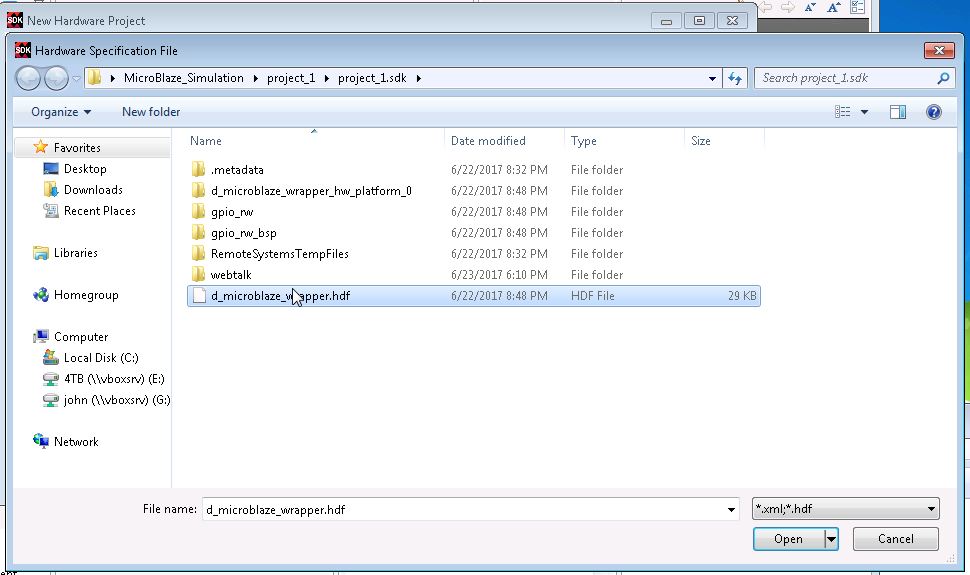 SDK New Hardware Project
SDK Hardware Specification File
MicroBlaze_Simulation project_1 project_1.sdk Search project_1.sdk
Organize New folder
Name Date modified Type Size
Favorites
Desktop
Downloads
Recent Places
Libraries
Homegroup
Computer
Local Disk (C:)
4TB (\\vboxsrv) (E:)
john (\\vboxsrv) (G:)
Network
.metadata 6/22/2017 8:32 PM File folder
d_microblaze_wrapper_hw_platform_0 6/22/2017 8:48 PM File folder
gpio_rw 6/22/2017 8:48 PM File folder
gpio_rw_bsp 6/22/2017 8:48 PM File folder
RemoteSystemsTempFiles 6/22/2017 8:32 PM File folder
webtalk 6/23/2017 6:10 PM File folder
d_microblaze_wrapper.hdf 6/22/2017 8:48 PM HDF File 29 KB
File name: d_microblaze_wrapper.hdf *.xml;*.hdf
Open Cancel